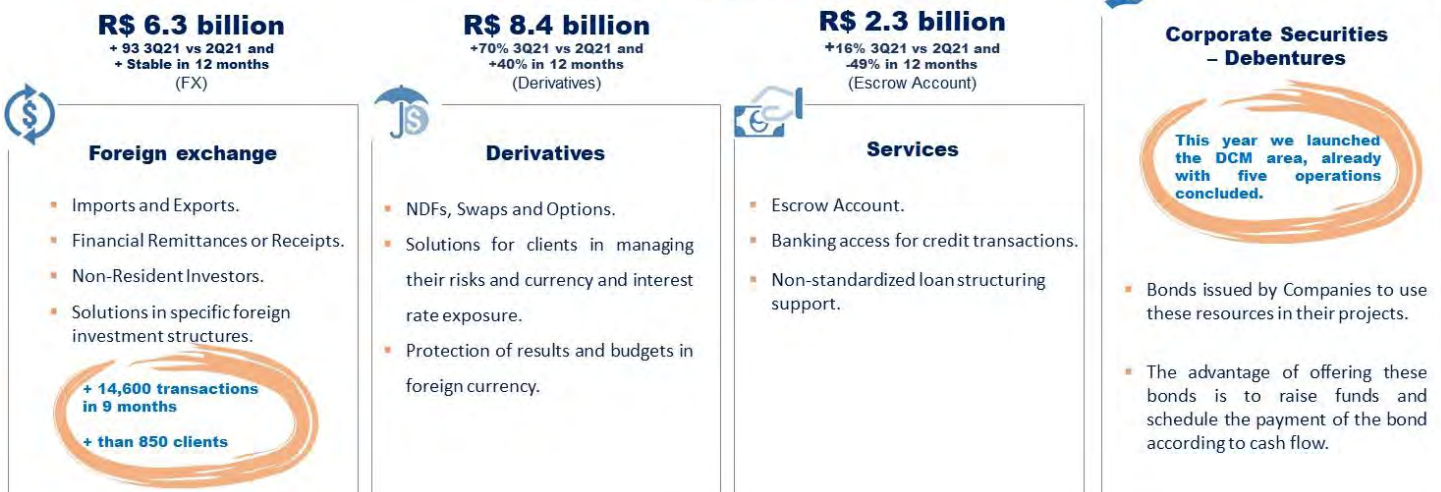 R$ 6.3 billion
+ 93 3Q21 vs 2Q21 and
+ Stable in 12 months
(FX)
Foreign exchange
Imports and Exports.
Financial Remittances or Receipts.
Non-Resident Investors.
Solutions in specific foreign
investment structures.
+ 14,600 transactions
in 9 months
+ than 850 clients
R$ 8.4 billion
+70% 3Q21 vs 2Q21 and
+40% in 12 months
(Derivatives)
Derivatives
NDFs, Swaps and Options.
Solutions for clients in managing
their risks and currency and interest
rate exposure.
Protection of results and budgets in
foreign currency.
R$ 2.3 billion
+16% 3Q21 vs 2Q21 and
-49% in 12 months
(Escrow Account)
Services
Escrow Account.
Banking access for credit transactions.
Non-standardized loan structuring
support.
Corporate Securities
– Debentures
This year we launched
the DCM area, already
with five operations
concluded.
Bonds issued by Companies to use
these resources in their projects.
The advantage of offering these
bonds is to raise funds and
schedule the payment of the bond
according to cash flow.